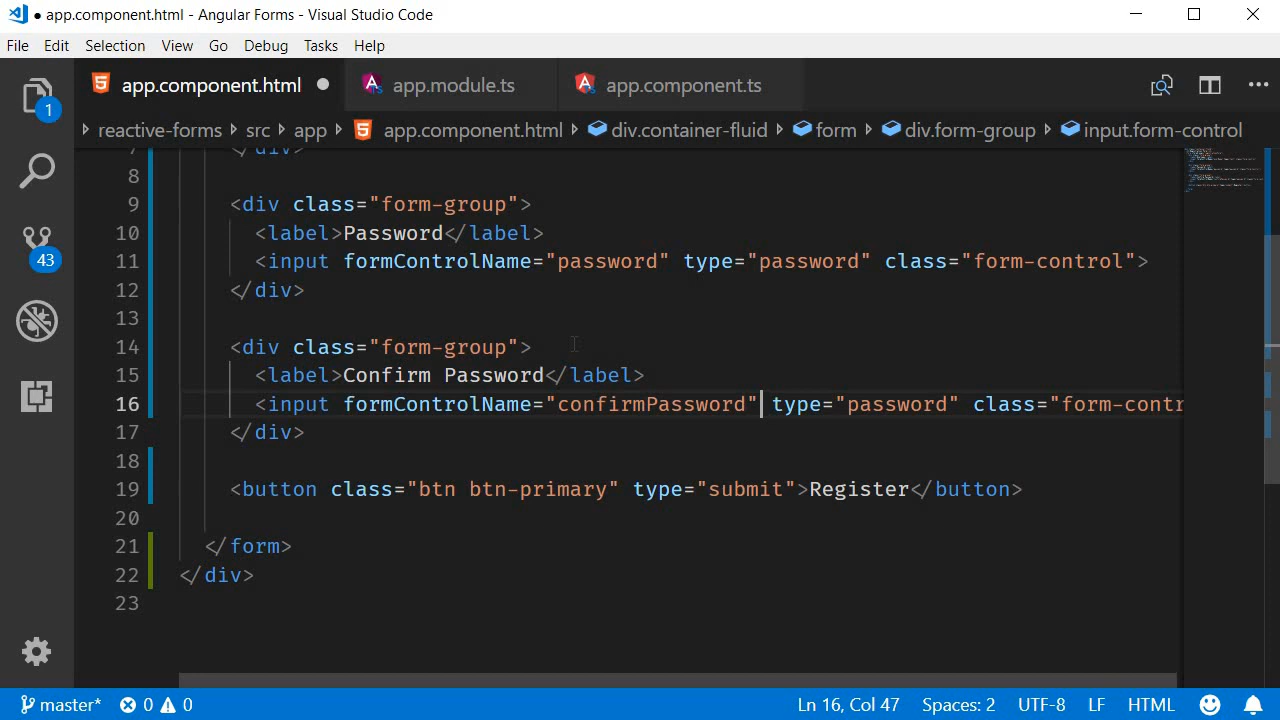 ● app.component.html - Angular Forms - Visual Studio Code
File Edit Selection View Go Debug Tasks Help
app.component.html ● app.module.ts app.component.ts
reactive-forms src app app.component.html div.container-fluid form div.form-group input.form-control
1
43
7 </div>
8
9 <div class="form-group">
10 <label>Password</label>
11 <input formControlName="password" type="password" class="form-control">
12 </div>
13
14 <div class="form-group">
15 <label>Confirm Password</label>
16 <input formControlName="confirmPassword" type="password" class="form-contr
17 </div>
18
19 <button class="btn btn-primary" type="submit">Register</button>
20
21 </form>
22 </div>
23
master* 0 0 Ln 16, Col 47 Spaces: 2 UTF-8 LF HTML